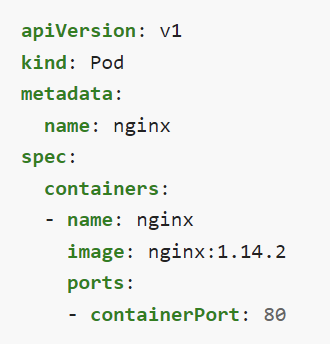 apiVersion: v1
kind: Pod
metadata:
  name: nginx
spec:
  containers:
  - name: nginx
    image: nginx:1.14.2
    ports:
    - containerPort: 80